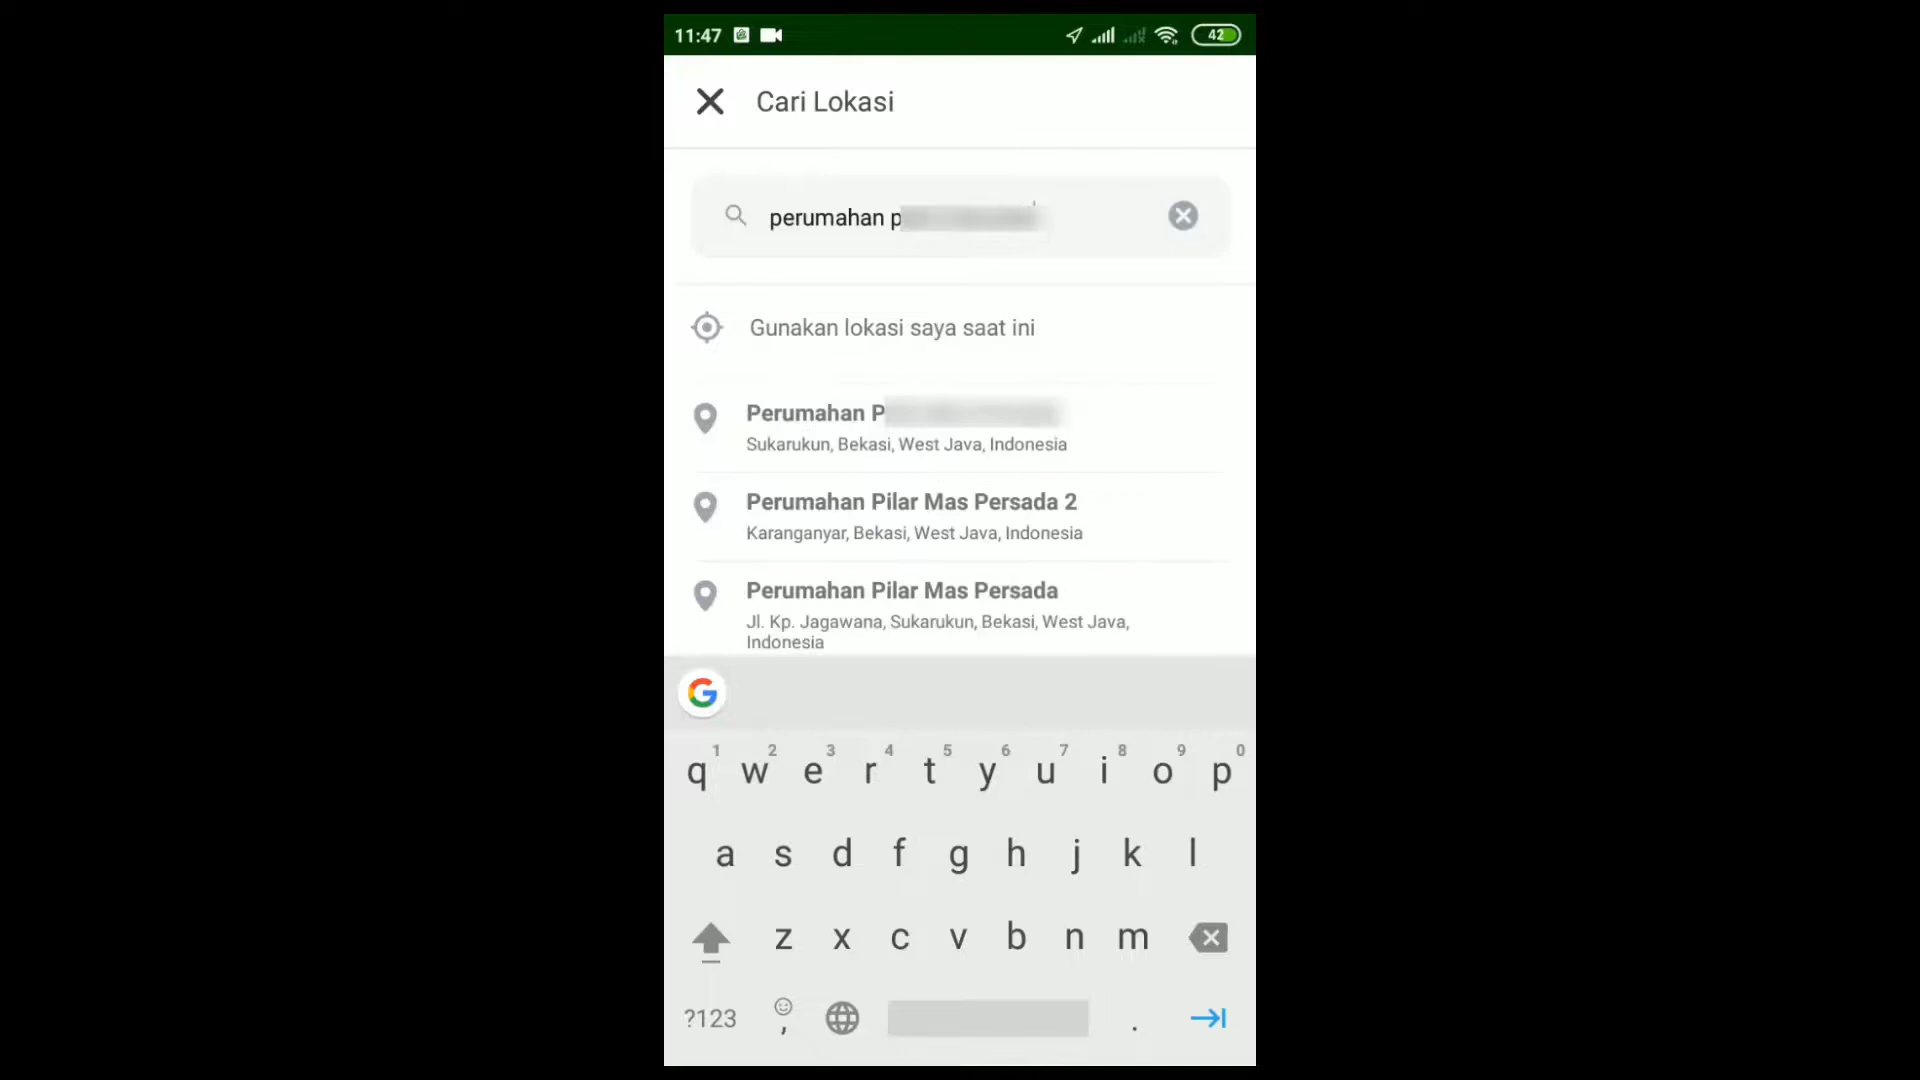 11:47
42
Cari Lokasi
perumahan p
Gunakan lokasi saya saat ini
Perumahan P
Sukarukun, Bekasi, West Java, Indonesia
Perumahan Pilar Mas Persada 2
Karanganyar, Bekasi, West Java, Indonesia
Perumahan Pilar Mas Persada
Jl. Kp. Jagawana, Sukarukun, Bekasi, West Java,
Indonesia
1 2 3 4 5 6 7 8 9 0
q w e r t y u i o p
a s d f g h j k l
z x c v b n m
?123 , .